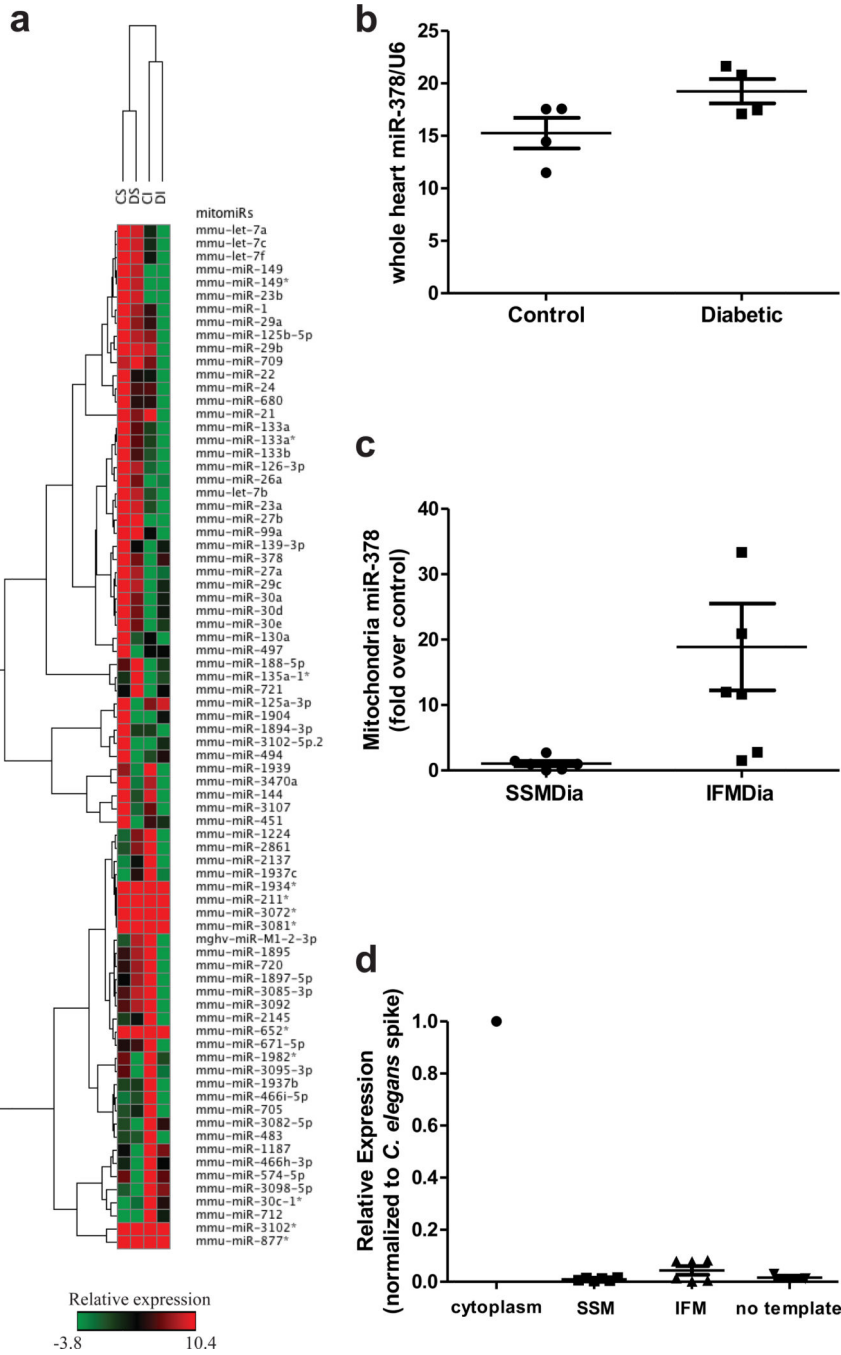 a
CS
DS
CI
DI
mitomiRs
mmu-let-7a
mmu-let-7c
mmu-let-7f
mmu-miR-149
mmu-miR-149*
mmu-miR-23b
mmu-miR-1
mmu-miR-29a
mmu-miR-125b-5p
mmu-miR-29b
mmu-miR-709
mmu-miR-22
mmu-miR-24
mmu-miR-680
mmu-miR-21
mmu-miR-133a
mmu-miR-133a*
mmu-miR-133b
mmu-miR-126-3p
mmu-miR-26a
mmu-let-7b
mmu-miR-23a
mmu-miR-27b
mmu-miR-99a
mmu-miR-139-3p
mmu-miR-378
mmu-miR-27a
mmu-miR-29c
mmu-miR-30a
mmu-miR-30d
mmu-miR-30e
mmu-miR-130a
mmu-miR-497
mmu-miR-188-5p
mmu-miR-135a-1*
mmu-miR-721
mmu-miR-125a-3p
mmu-miR-1904
mmu-miR-1894-3p
mmu-miR-3102-5p.2
mmu-miR-494
mmu-miR-1939
mmu-miR-3470a
mmu-miR-144
mmu-miR-3107
mmu-miR-451
mmu-miR-1224
mmu-miR-2861
mmu-miR-2137
mmu-miR-1937c
mmu-miR-1934*
mmu-miR-211*
mmu-miR-3072*
mmu-miR-3081*
mghv-miR-M1-2-3p
mmu-miR-1895
mmu-miR-720
mmu-miR-1897-5p
mmu-miR-3085-3p
mmu-miR-3092
mmu-miR-2145
mmu-miR-652*
mmu-miR-671-5p
mmu-miR-1982*
mmu-miR-3095-3p
mmu-miR-1937b
mmu-miR-466i-5p
mmu-miR-705
mmu-miR-3082-5p
mmu-miR-483
mmu-miR-1187
mmu-miR-466h-3p
mmu-miR-574-5p
mmu-miR-3098-5p
mmu-miR-30c-1*
mmu-miR-712
mmu-miR-3102*
mmu-miR-877*
Relative expression
-3.8 10.4
b
whole heart miR-378/U6
25
20
15
10
5
0
Control Diabetic
c
Mitochondria miR-378
(fold over control)
40
30
20
10
0
SSMDia IFMDia
d
Relative Expression
(normalized to C. elegans spike)
1.0
0.8
0.6
0.4
0.2
0.0
cytoplasm SSM IFM no template